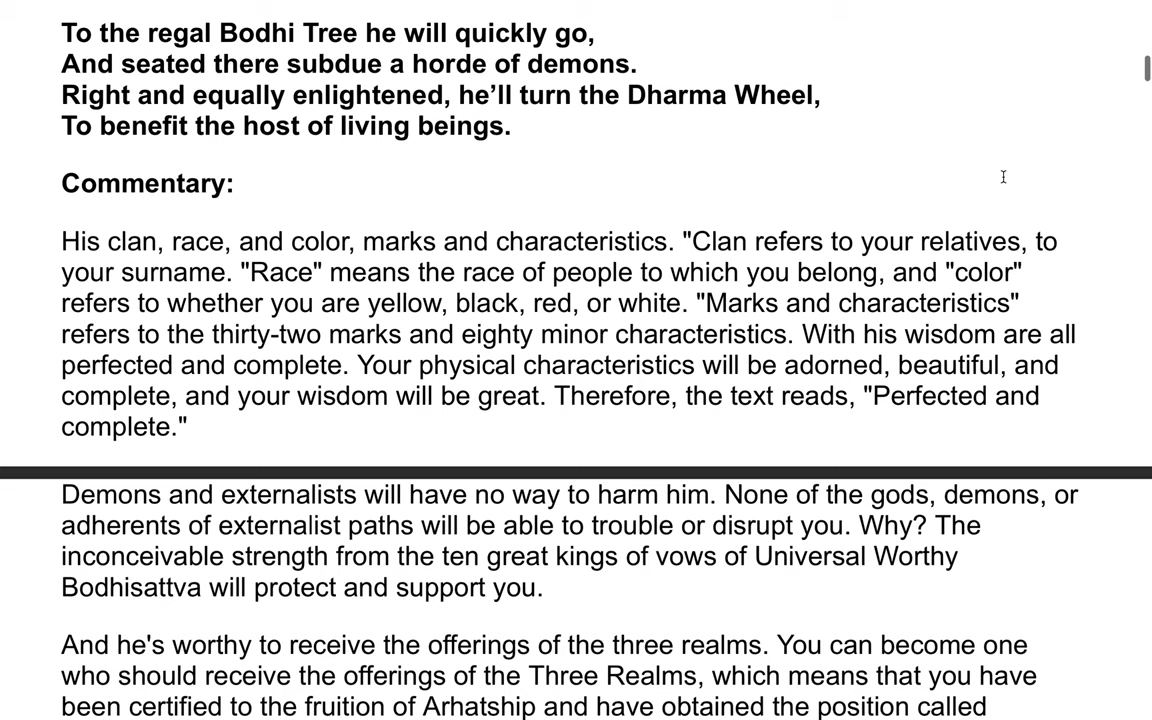 To the regal Bodhi Tree he will quickly go,
And seated there subdue a horde of demons.
Right and equally enlightened, he’ll turn the Dharma Wheel,
To benefit the host of living beings.
Commentary:
His clan, race, and color, marks and characteristics. "Clan refers to your relatives, to
your surname. "Race" means the race of people to which you belong, and "color"
refers to whether you are yellow, black, red, or white. "Marks and characteristics"
refers to the thirty-two marks and eighty minor characteristics. With his wisdom are all
perfected and complete. Your physical characteristics will be adorned, beautiful, and
complete, and your wisdom will be great. Therefore, the text reads, "Perfected and
complete."
Demons and externalists will have no way to harm him. None of the gods, demons, or
adherents of externalist paths will be able to trouble or disrupt you. Why? The
inconceivable strength from the ten great kings of vows of Universal Worthy
Bodhisattva will protect and support you.
And he's worthy to receive the offerings of the three realms. You can become one
who should receive the offerings of the Three Realms, which means that you have
been certified to the fruition of Arhatship and have obtained the position called